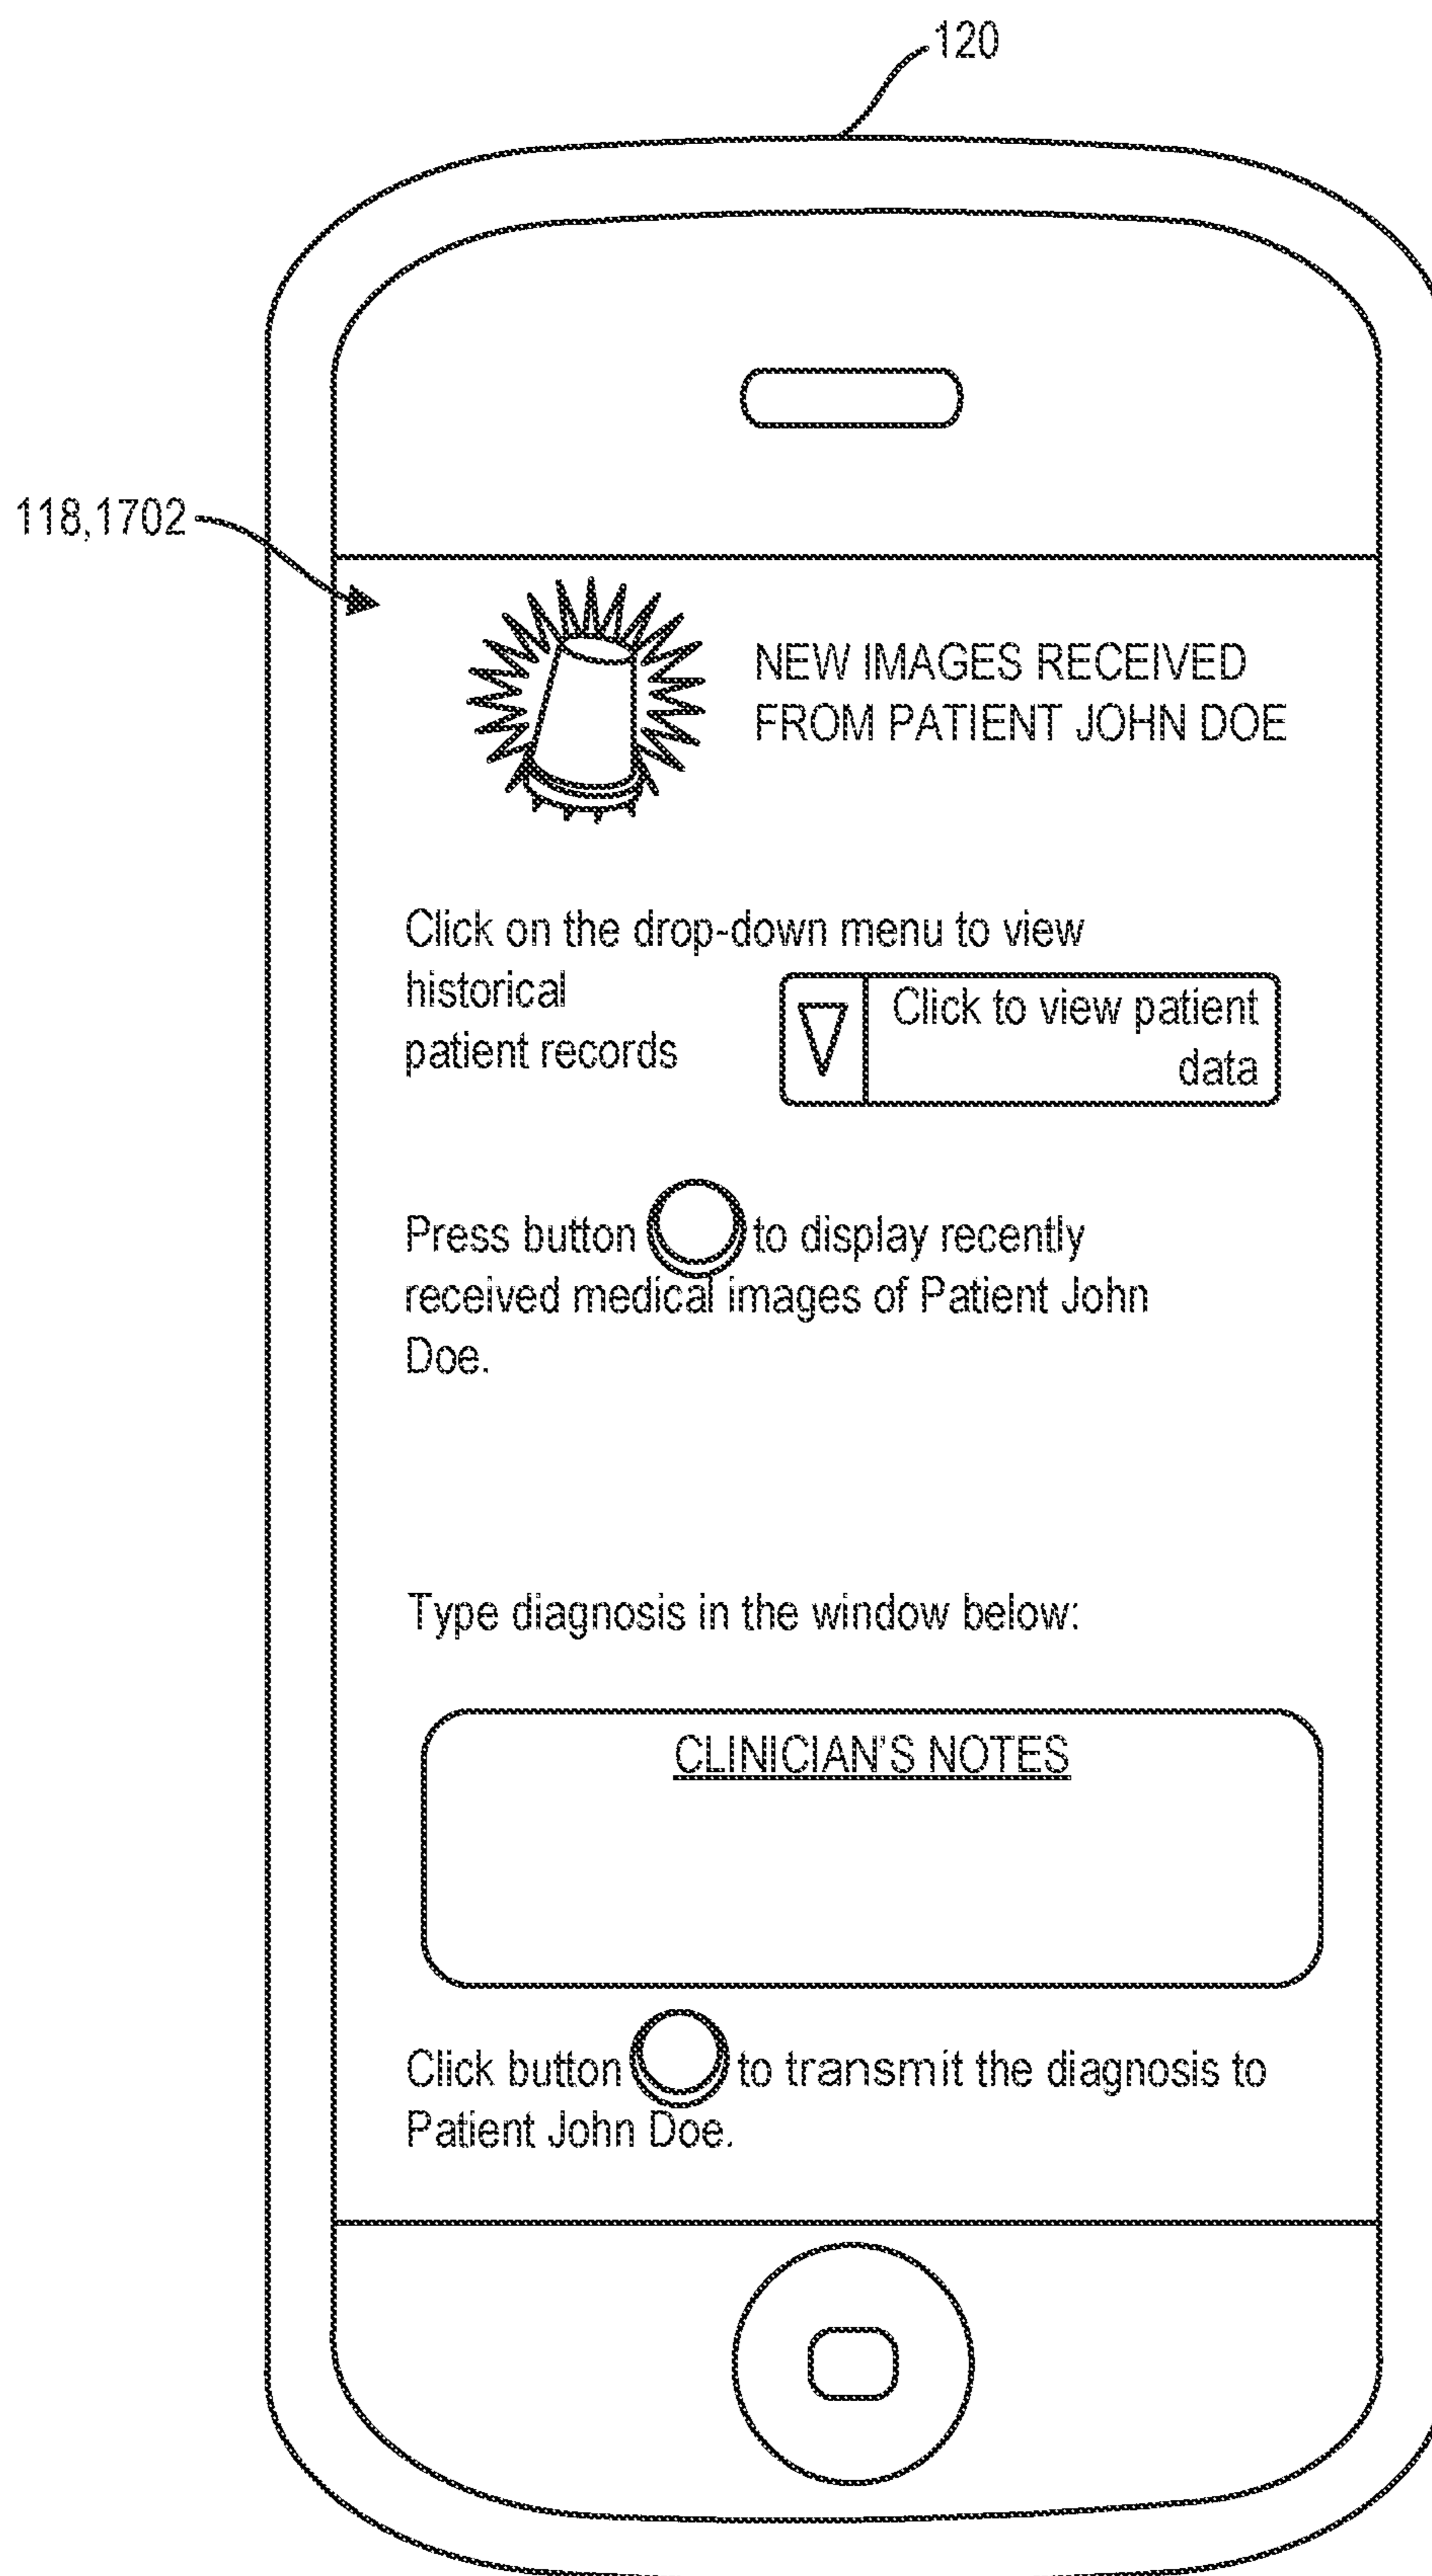 120
118,1702
NEW IMAGES RECEIVED
FROM PATIENT JOHN DOE
Click on the drop-down menu to view
historical
patient records
Click to view patient
data
Press button to display recently
received medical images of Patient John
Doe.
Type diagnosis in the window below:
CLINICIAN'S NOTES
Click button to transmit the diagnosis to
Patient John Doe.